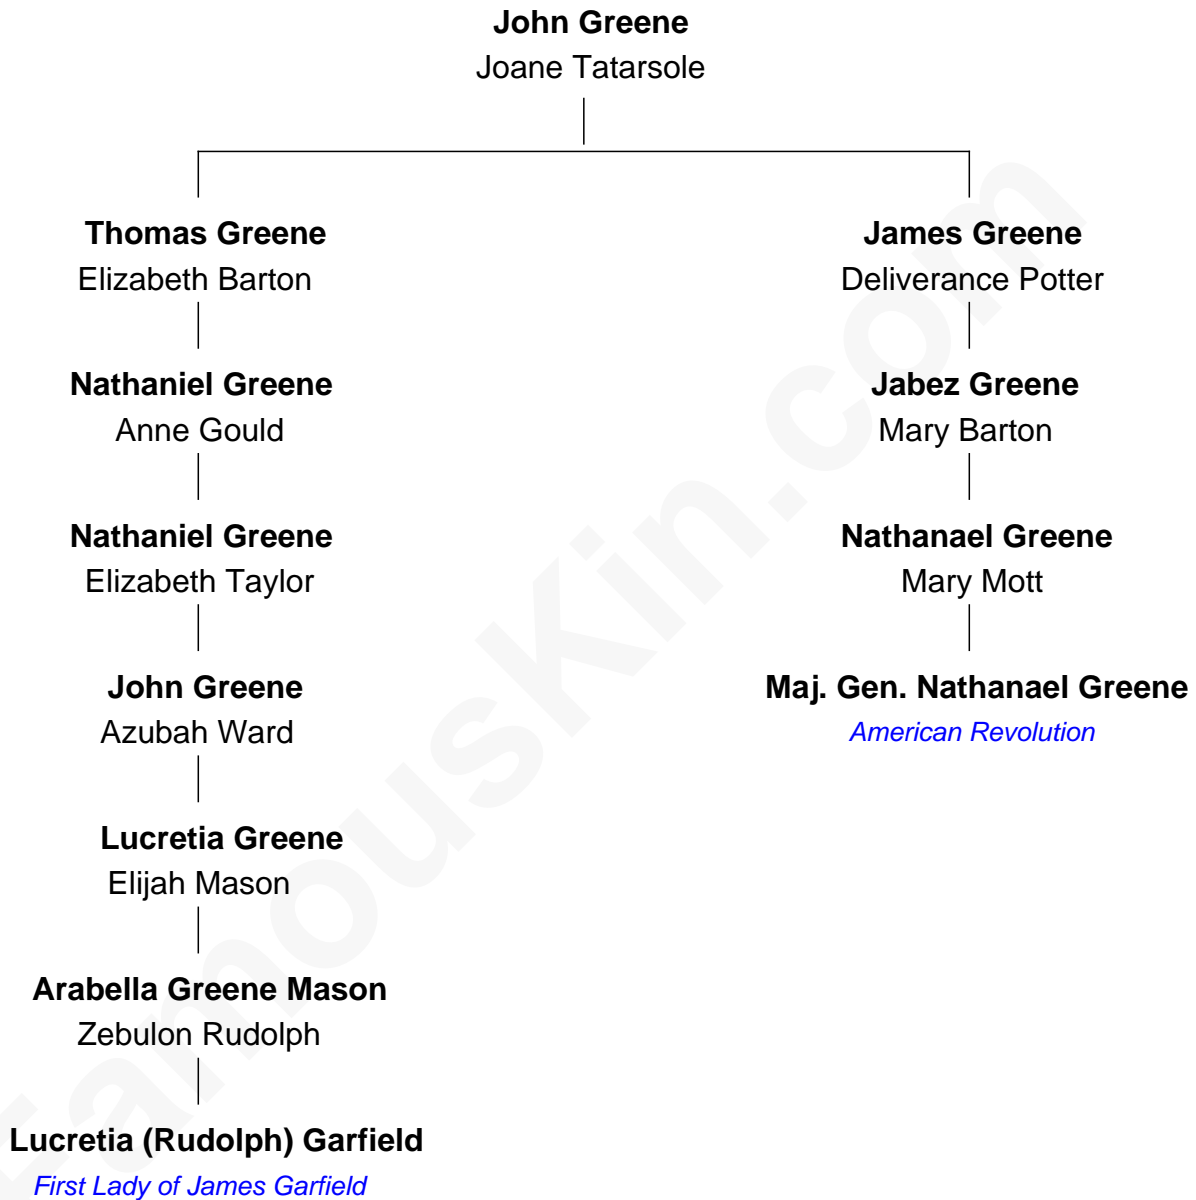 John Greene
Joane Tatarsole
Thomas Greene
Elizabeth Barton
James Greene
Deliverance Potter
Nathaniel Greene
Anne Gould
Jabez Greene
Mary Barton
Nathaniel Greene
Elizabeth Taylor
Nathanael Greene
Mary Mott
John Greene
Azubah Ward
Maj. Gen. Nathanael Greene
American Revolution
Lucretia Greene
Elijah Mason
Arabella Greene Mason
Zebulon Rudolph
Lucretia (Rudolph) Garfield
First Lady of James Garfield
FamousKin.com